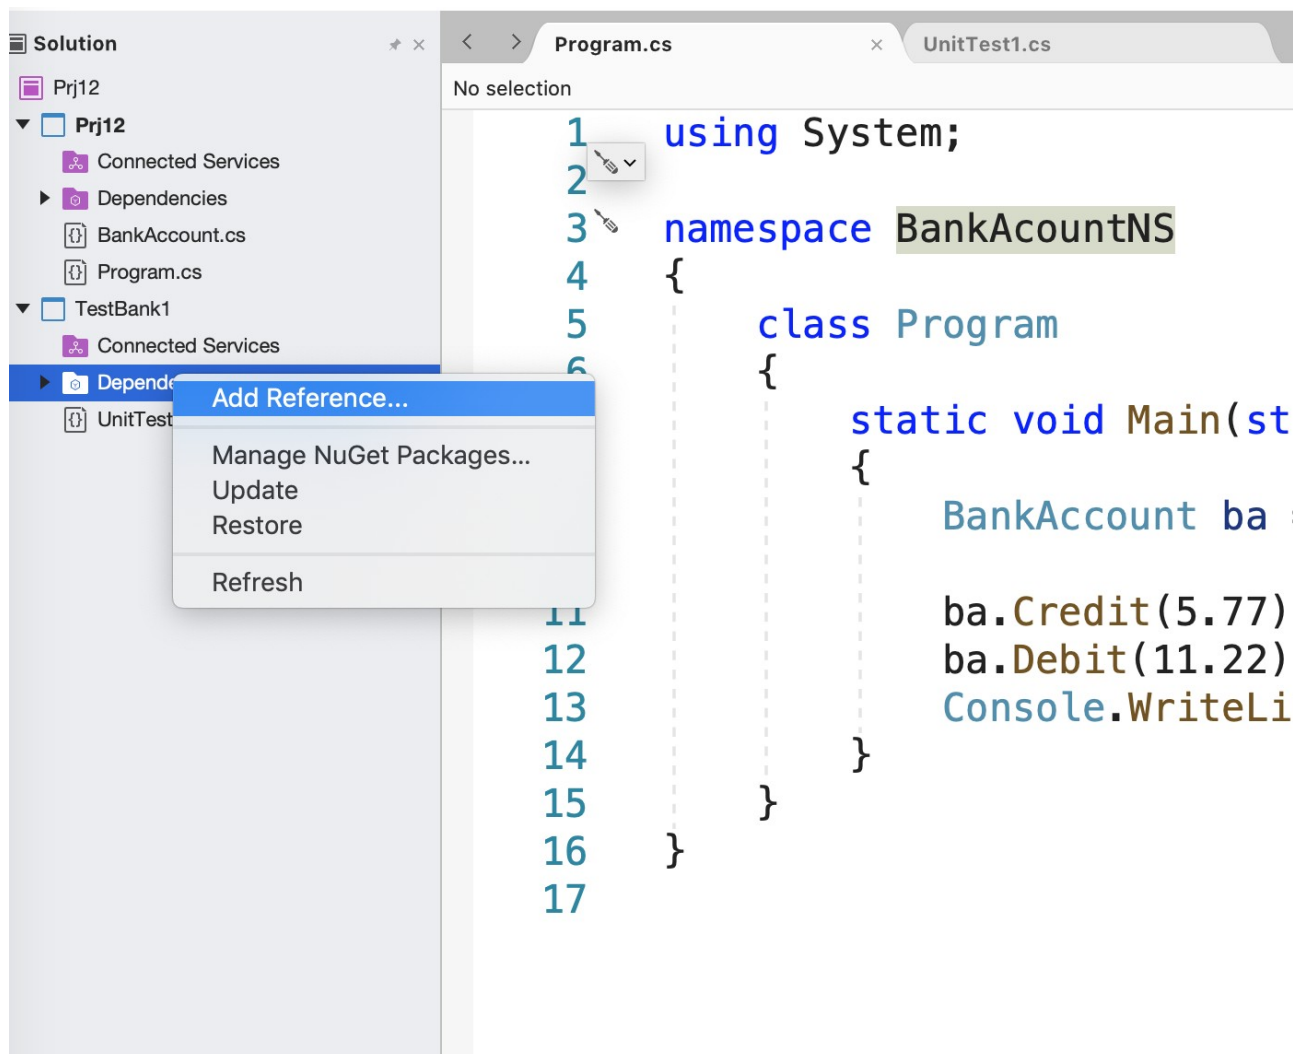 Solution
Prj12
Prj12
Connected Services
Dependencies
BankAccount.cs
Program.cs
TestBank1
Connected Services
Depende
UnitTest
Add Reference...
Manage NuGet Packages...
Update
Restore
Refresh
Program.cs
UnitTest1.cs
No selection
1 using System;
2
3 namespace BankAcountNS
4 {
5 class Program
6 {
static void Main(st
{
BankAccount ba =
11 ba.Credit(5.77)
12 ba.Debit(11.22)
13 Console.WriteLi
14 }
15 }
16 }
17